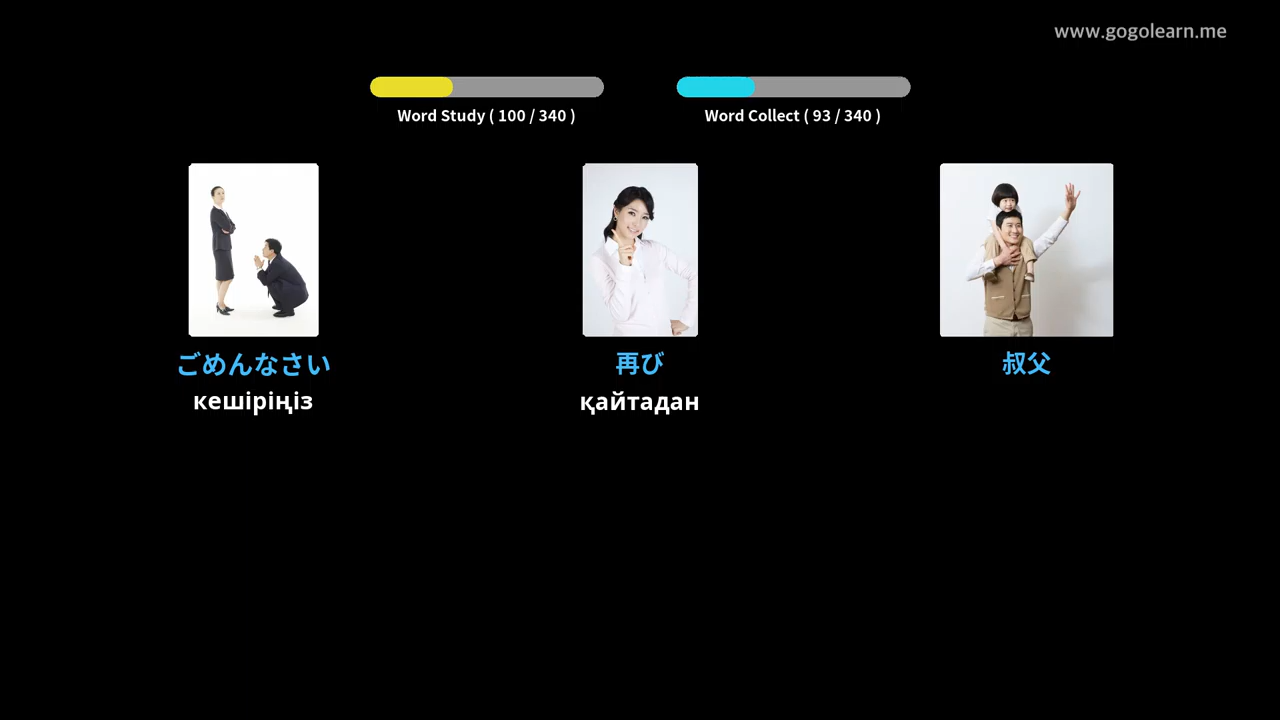 www.gogolearn.me
Word Study ( 100 / 340 )
Word Collect ( 93 / 340 )
ごめんなさい
кешіріңіз
再び
қайтадан
叔父